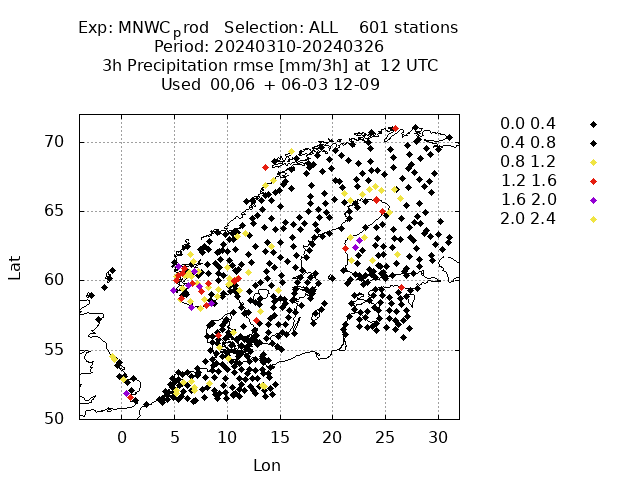 Exp: MNWC_prod   Selection: ALL    601 stations
Period: 20240310-20240326
3h Precipitation rmse [mm/3h] at  12 UTC
Used  00,06  + 06-03 12-09
0.0 0.4
0.4 0.8
0.8 1.2
1.2 1.6
1.6 2.0
2.0 2.4
70
65
60
55
50
Lat
0 5 10 15 20 25 30
Lon